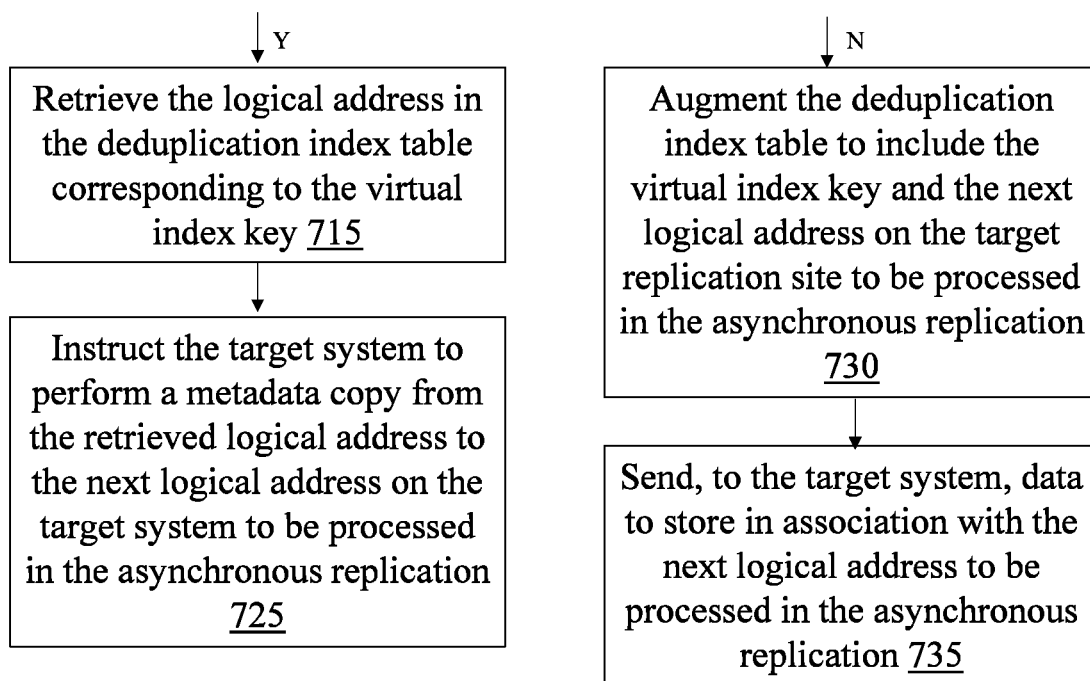 Y
Retrieve the logical address in
the deduplication index table
corresponding to the virtual
index key 715
Instruct the target system to
perform a metadata copy from
the retrieved logical address to
the next logical address on the
target system to be processed
in the asynchronous replication
725
N
Augment the deduplication
index table to include the
virtual index key and the next
logical address on the target
replication site to be processed
in the asynchronous replication
730
Send, to the target system, data
to store in association with the
next logical address to be
processed in the asynchronous
replication 735